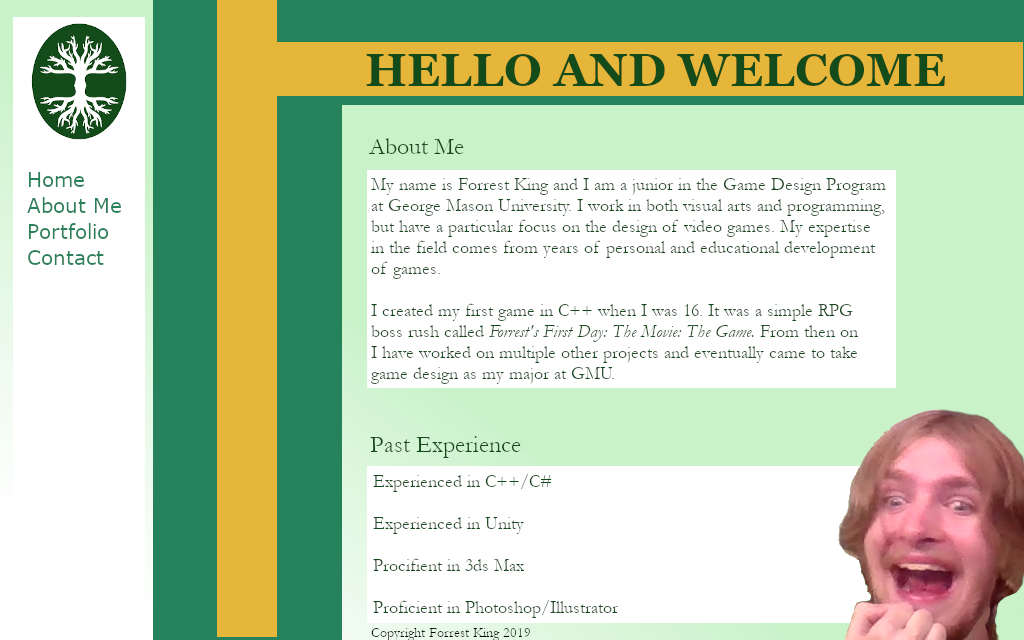 HELLO AND WELCOME
Home
About Me
Portfolio
Contact
About Me
My name is Forrest King and I am a junior in the Game Design Program
at George Mason University. I work in both visual arts and programming,
but have a particular focus on the design of video games. My expertise
in the field comes from years of personal and educational development
of games.
I created my first game in C++ when I was 16. It was a simple RPG
boss rush called Forrest's First Day: The Movie: The Game. From then on
I have worked on multiple other projects and eventually came to take
game design as my major at GMU.
Past Experience
Experienced in C++/C#
Experienced in Unity
Procifient in 3ds Max
Proficient in Photoshop/Illustrator
Copyright Forrest King 2019